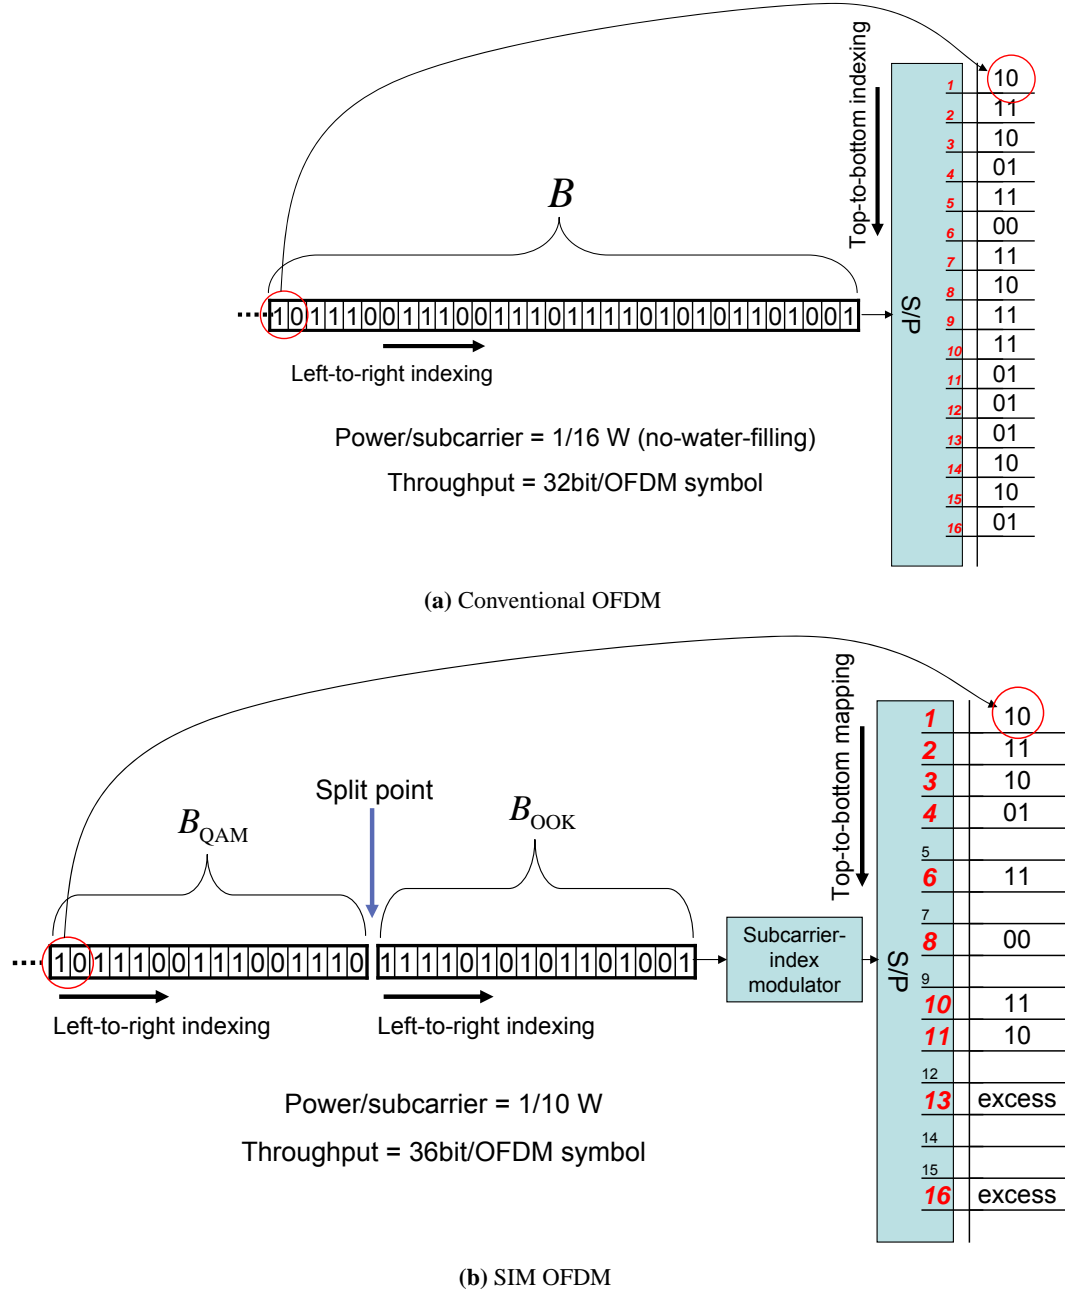 10
1
11
2
10
3
01
4
11
5
00
6
11
7
10
8
11
9
11
10
01
11
01
12
01
13
10
14
10
15
01
16
Top-to-bottom indexing
S/P
B
10111001110011101111010101101001
Left-to-right indexing
Power/subcarrier = 1/16 W (no-water-filling)
Throughput = 32bit/OFDM symbol
(a) Conventional OFDM
Top-to-bottom mapping
S/P
1 10
2 11
3 10
4 01
5
6 11
7
8 00
9
10 11
11 10
12
13 excess
14
15
16 excess
Split point
B QAM
B OOK
1011100111001110
1111010101101001
Subcarrier-
index
modulator
Left-to-right indexing
Left-to-right indexing
Power/subcarrier = 1/10 W
Throughput = 36bit/OFDM symbol
(b) SIM OFDM